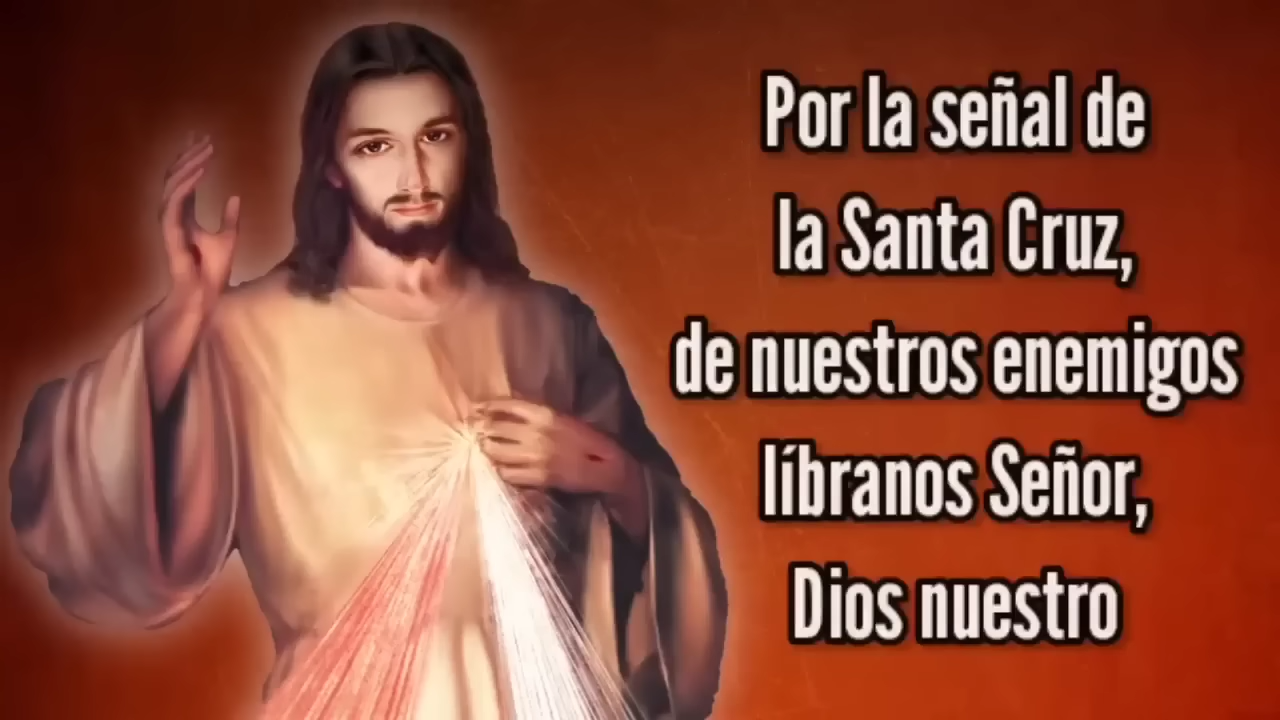 Por la señal de
la Santa Cruz,
de nuestros enemigos
líbranos Señor,
Dios nuestro